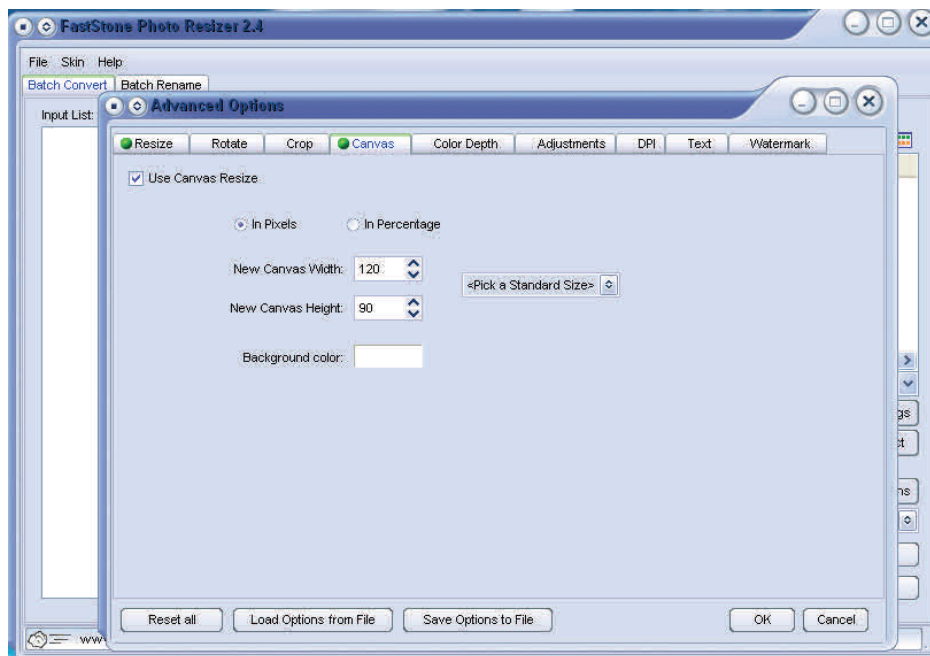 FastStone Photo Resizer 2.4
File Skin Help
Batch Convert Batch Rename
Input List:
Advanced Options
Resize Rotate Crop Canvas Color Depth Adjustments DPI Text Watermark
Use Canvas Resize
In Pixels In Percentage
New Canvas Width: 120
<Pick a Standard Size>
New Canvas Height: 90
Background color:
Reset all Load Options from File Save Options to File OK Cancel